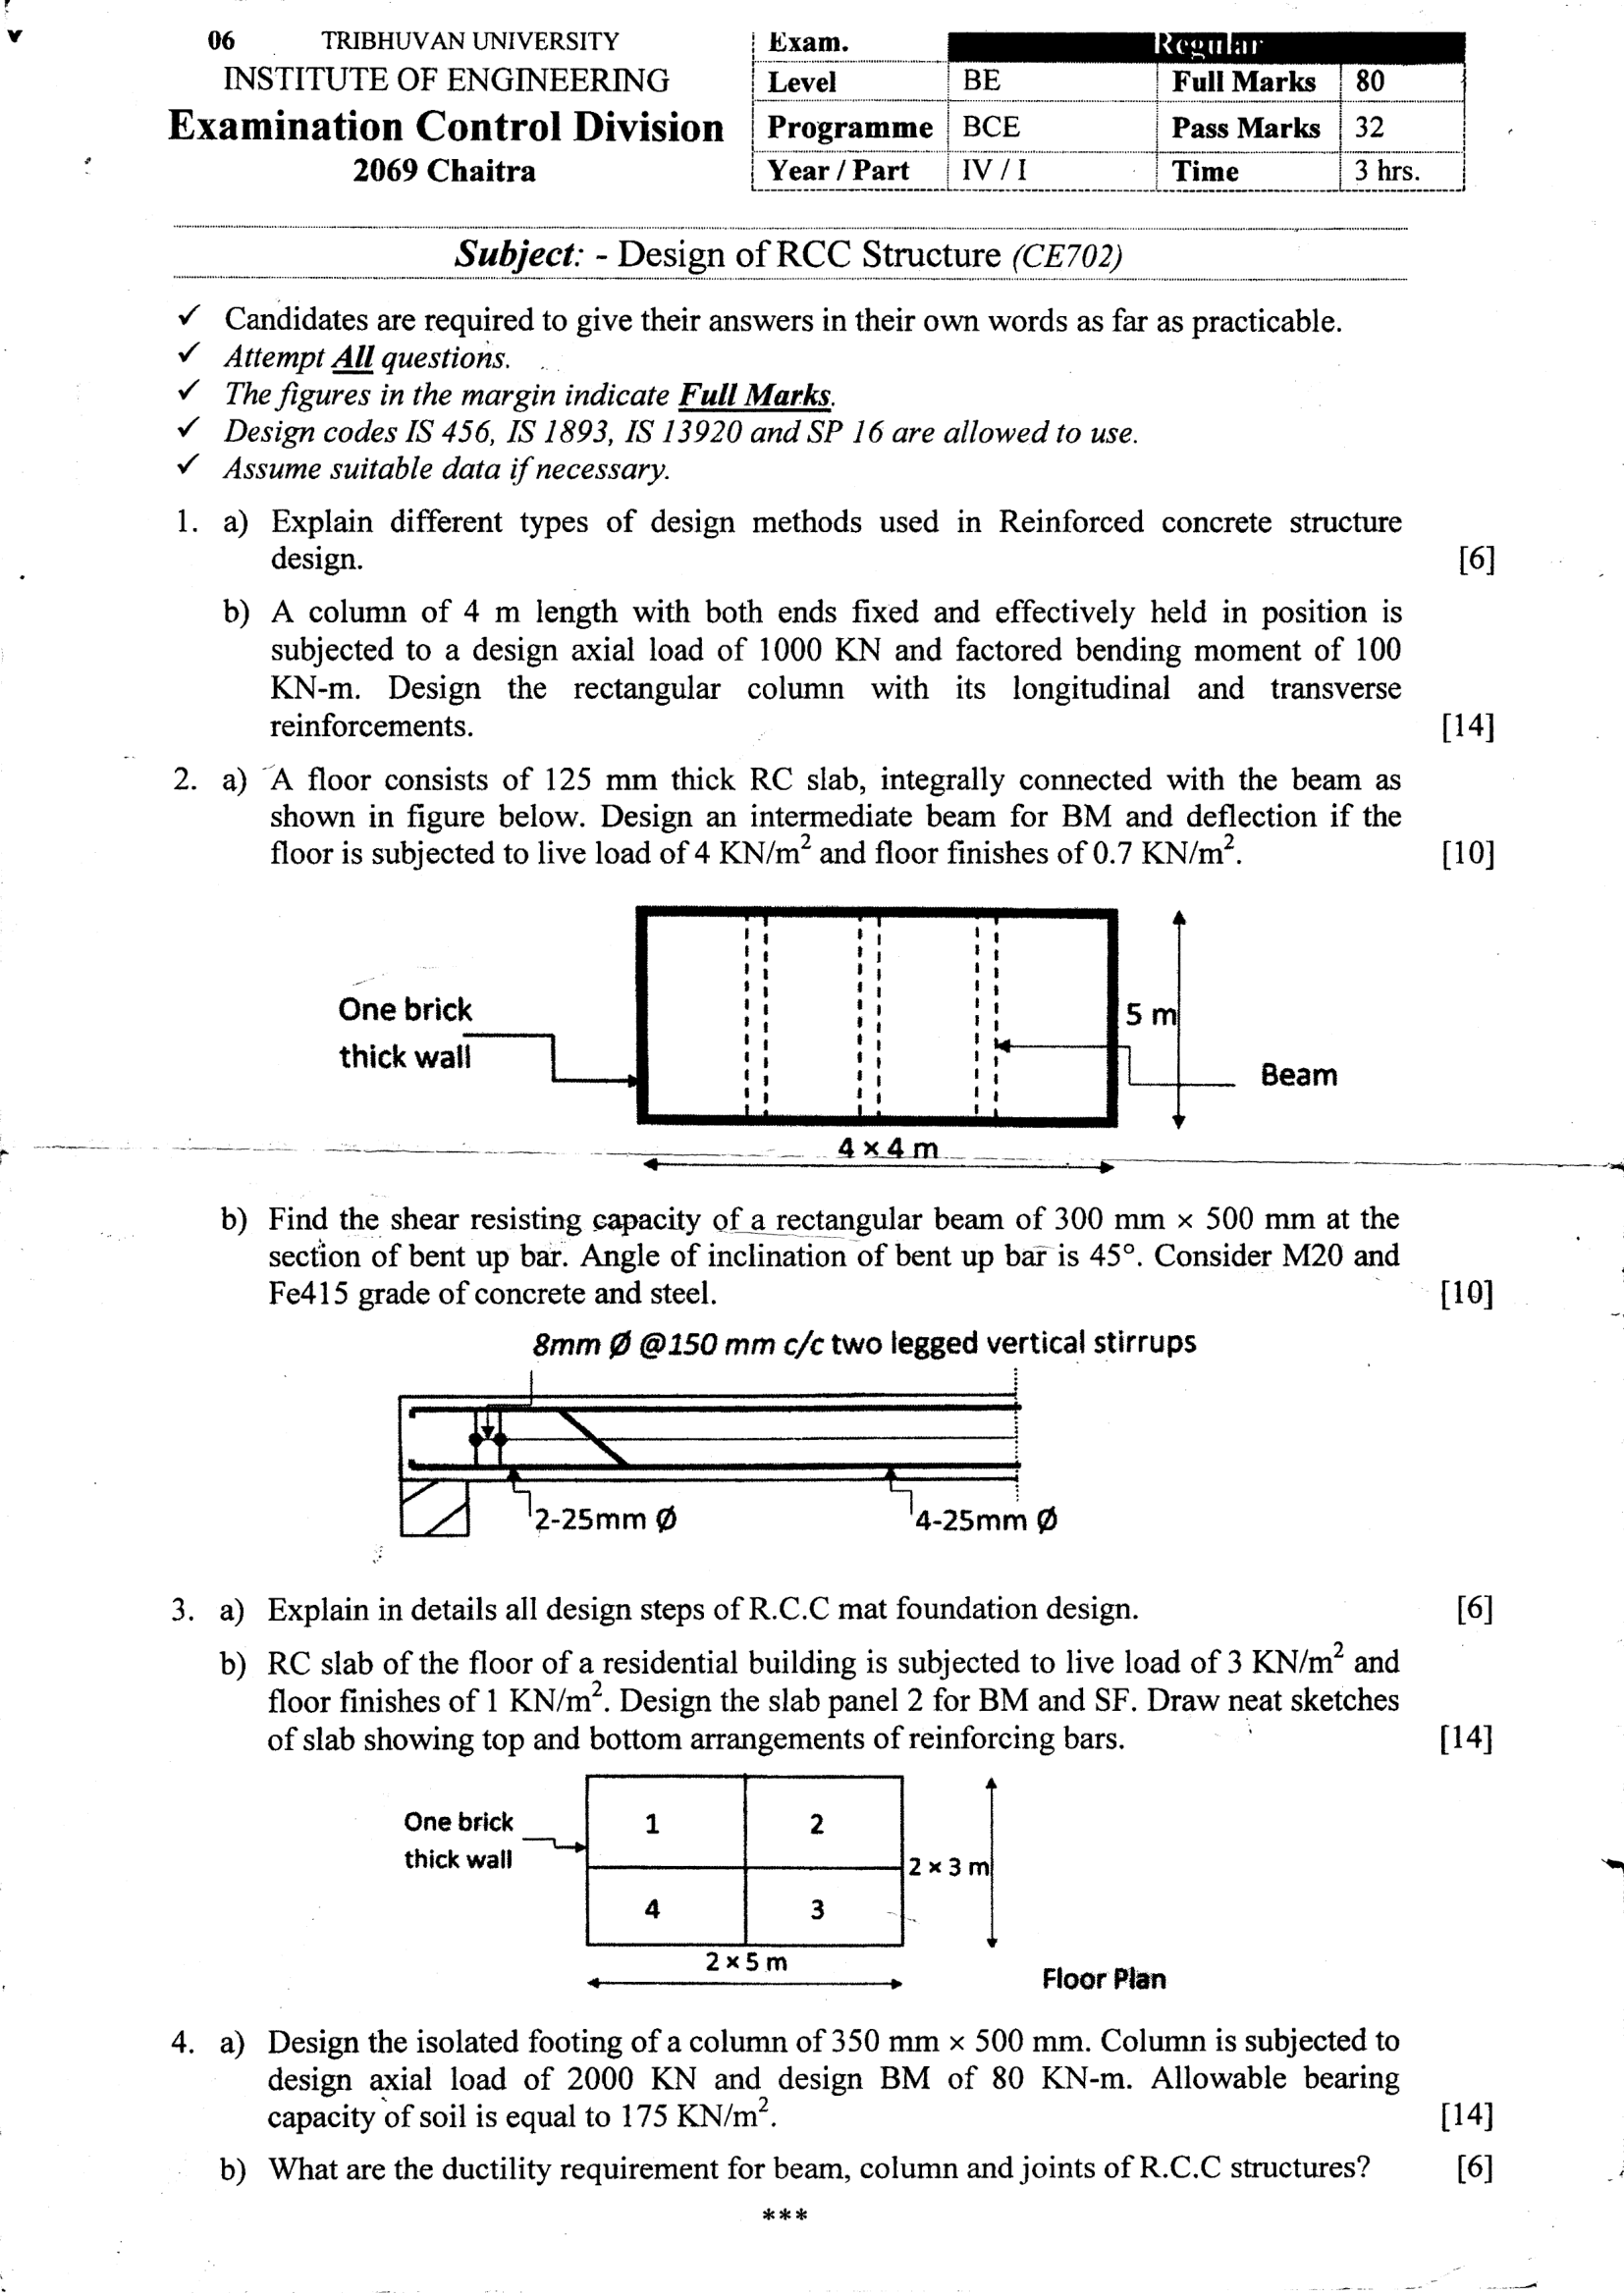 06 TRIBHUVAN UNIVERSITY
INSTITUTE OF ENGINEERING
Examination Control Division
2069 Chaitra
Exam. Regular
Level BE Full Marks 80
Programme BCE Pass Marks 32
Year / Part IV / I Time 3 hrs.
Subject: - Design of RCC Structure (CE702)
✓ Candidates are required to give their answers in their own words as far as practicable.
✓ Attempt All questions.
✓ The figures in the margin indicate Full Marks.
✓ Design codes IS 456, IS 1893, IS 13920 and SP 16 are allowed to use.
✓ Assume suitable data if necessary.
1. a) Explain different types of design methods used in Reinforced concrete structure
design. [6]
b) A column of 4 m length with both ends fixed and effectively held in position is
subjected to a design axial load of 1000 KN and factored bending moment of 100
KN-m. Design the rectangular column with its longitudinal and transverse
reinforcements. [14]
2. a) A floor consists of 125 mm thick RC slab, integrally connected with the beam as
shown in figure below. Design an intermediate beam for BM and deflection if the
floor is subjected to live load of 4 KN/m² and floor finishes of 0.7 KN/m². [10]
One brick
thick wall
5 m
Beam
4 × 4 m
b) Find the shear resisting capacity of a rectangular beam of 300 mm × 500 mm at the
section of bent up bar. Angle of inclination of bent up bar is 45°. Consider M20 and
Fe415 grade of concrete and steel. [10]
8mm Ø @150 mm c/c two legged vertical stirrups
2-25mm Ø
4-25mm Ø
3. a) Explain in details all design steps of R.C.C mat foundation design. [6]
b) RC slab of the floor of a residential building is subjected to live load of 3 KN/m² and
floor finishes of 1 KN/m². Design the slab panel 2 for BM and SF. Draw neat sketches
of slab showing top and bottom arrangements of reinforcing bars. [14]
One brick
thick wall
1 2
2 × 3 m
4 3
2 × 5 m
Floor Plan
4. a) Design the isolated footing of a column of 350 mm × 500 mm. Column is subjected to
design axial load of 2000 KN and design BM of 80 KN-m. Allowable bearing
capacity of soil is equal to 175 KN/m². [14]
b) What are the ductility requirement for beam, column and joints of R.C.C structures? [6]
***